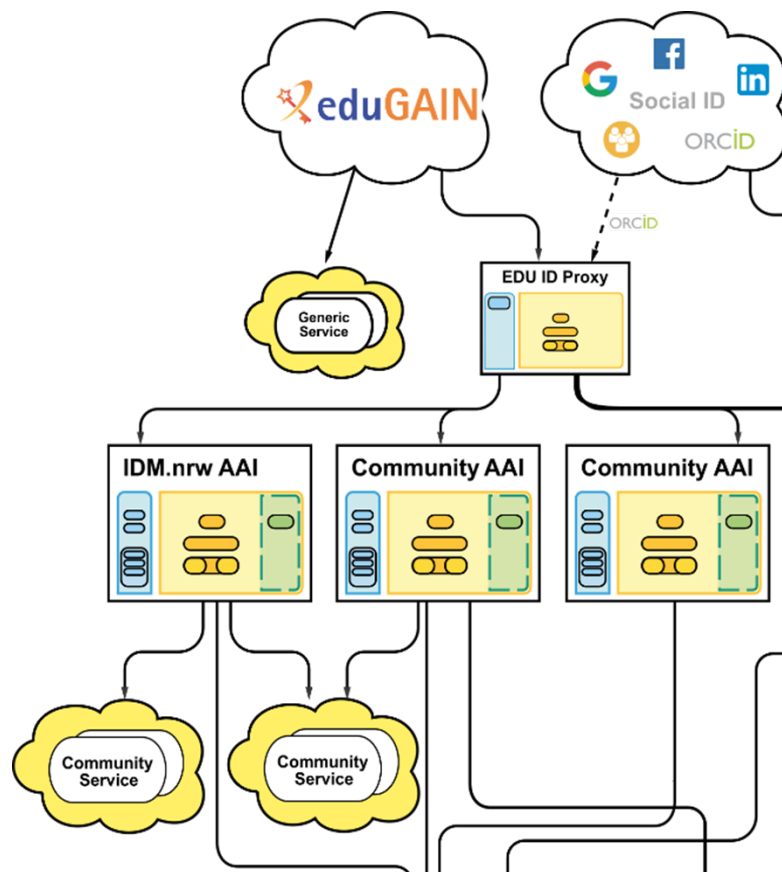 eduGAIN
in
Social ID
ORCID
ORCID
EDU ID Proxy
Generic
Service
IDM.nrw AAI
Community AAI
Community AAI
Community
Service
Community
Service